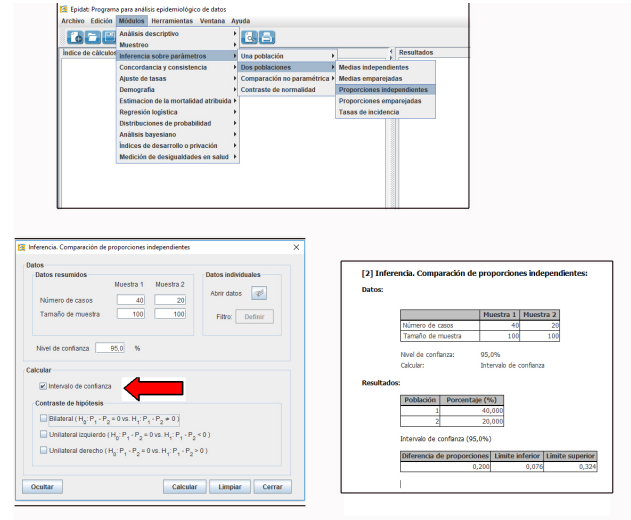 Epidat: Programa para análisis epidemiológico de datos
Archivo Edición Módulos Herramientas Ventana Ayuda
Análisis descriptivo
Muestreo
Índice de cálculos
Inferencia sobre parámetros
Una población
Resultados
Concordancia y consistencia
Dos poblaciones
Medias independientes
Ajuste de tasas
Comparación no paramétrica
Medias emparejadas
Demografía
Contraste de normalidad
Proporciones independientes
Estimacion de la mortalidad atribuida
Proporciones emparejadas
Regresión logística
Tasas de incidencia
Distribuciones de probabilidad
Análisis bayesiano
Índices de desarrollo o privación
Medición de desigualdades en salud
Inferencia. Comparación de proporciones independientes
Datos
Datos resumidos
Datos individuales
Muestra 1 Muestra 2
Abrir datos
Número de casos 40 20
Tamaño de muestra 100 100
Filtro: Definir
Nivel de confianza 95,0 %
Calcular
Intervalo de confianza
Contraste de hipótesis
Bilateral ( H0: P1 - P2 = 0 vs. H1: P1 - P2 ≠ 0 )
Unilateral izquierdo ( H0: P1 - P2 = 0 vs. H1: P1 - P2 < 0 )
Unilateral derecho ( H0: P1 - P2 = 0 vs. H1: P1 - P2 > 0 )
Ocultar Calcular Limpiar Cerrar
[2] Inferencia. Comparación de proporciones independientes:
Datos:
Muestra 1 Muestra 2
Número de casos 40 20
Tamaño de muestra 100 100
Nivel de confianza: 95,0%
Calcular: Intervalo de confianza
Resultados:
Población Porcentaje (%)
1 40,000
2 20,000
Intervalo de confianza (95,0%)
Diferencia de proporciones Límite inferior Límite superior
0,200 0,076 0,324